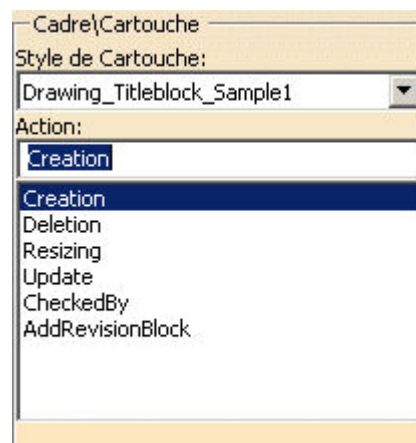 Cadre\Cartouche
Style de Cartouche:
Drawing_Titleblock_Sample1
Action:
Creation
Creation
Deletion
Resizing
Update
CheckedBy
AddRevisionBlock